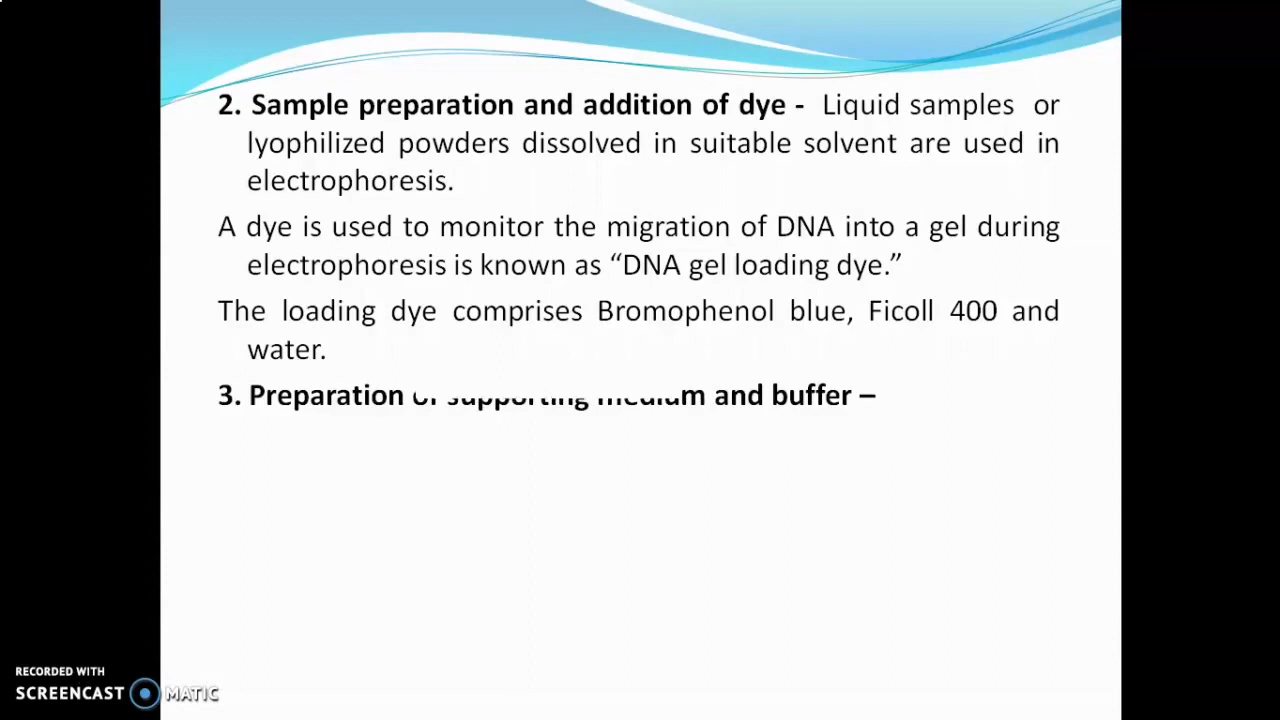 2. Sample preparation and addition of dye - Liquid samples or
lyophilized powders dissolved in suitable solvent are used in
electrophoresis.
A dye is used to monitor the migration of DNA into a gel during
electrophoresis is known as “DNA gel loading dye.”
The loading dye comprises Bromophenol blue, Ficoll 400 and
water.
3. Preparation of supporting medium and buffer –
RECORDED WITH
SCREENCAST MATIC